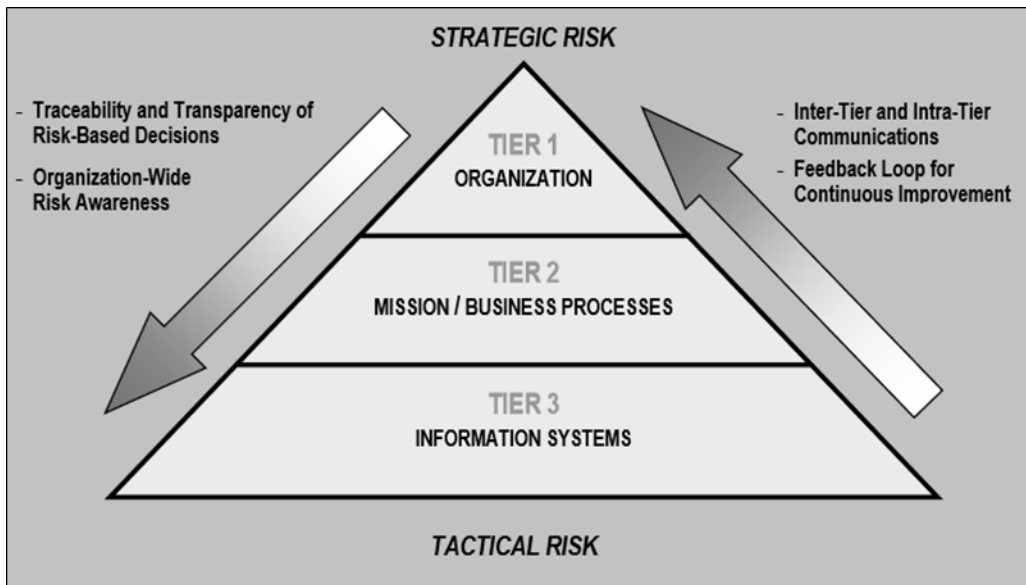 STRATEGIC RISK
- Traceability and Transparency of
Risk-Based Decisions
- Organization-Wide
Risk Awareness
- Inter-Tier and Intra-Tier
Communications
- Feedback Loop for
Continuous Improvement
TIER 1
ORGANIZATION
TIER 2
MISSION / BUSINESS PROCESSES
TIER 3
INFORMATION SYSTEMS
TACTICAL RISK